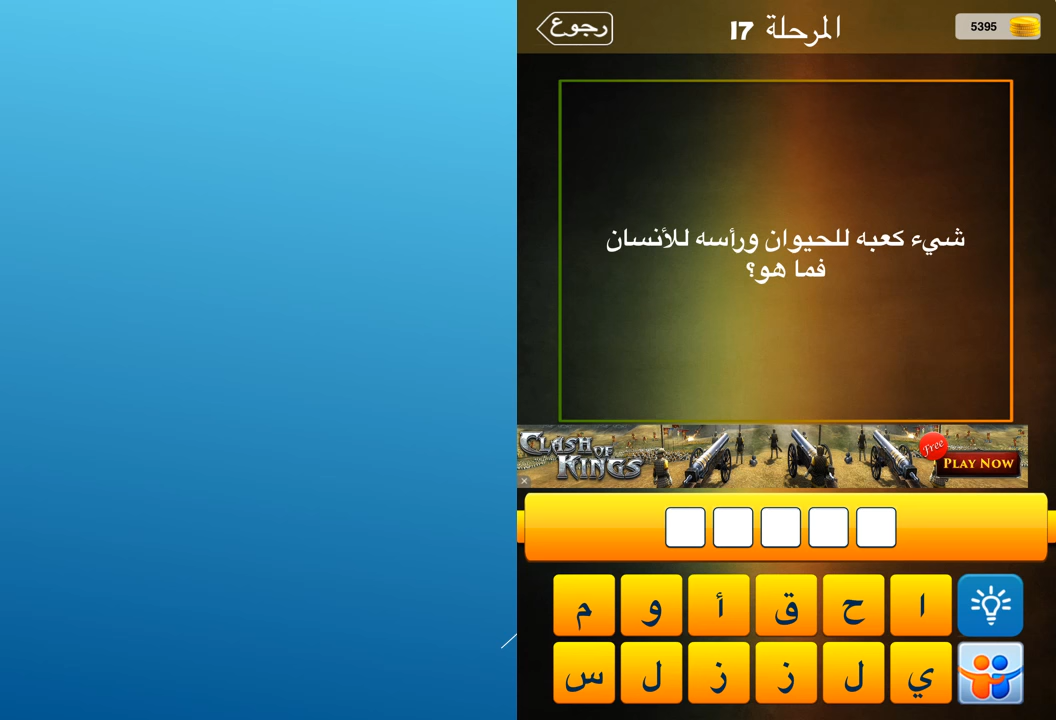 رجوع
المرحلة 17
5395
شيء كعبه للحيوان ورأسه للأنسان
فما هو؟
CLASH OF KINGS
Free
PLAY NOW
ا ح ق أ و م
ي ل ز ز ل س